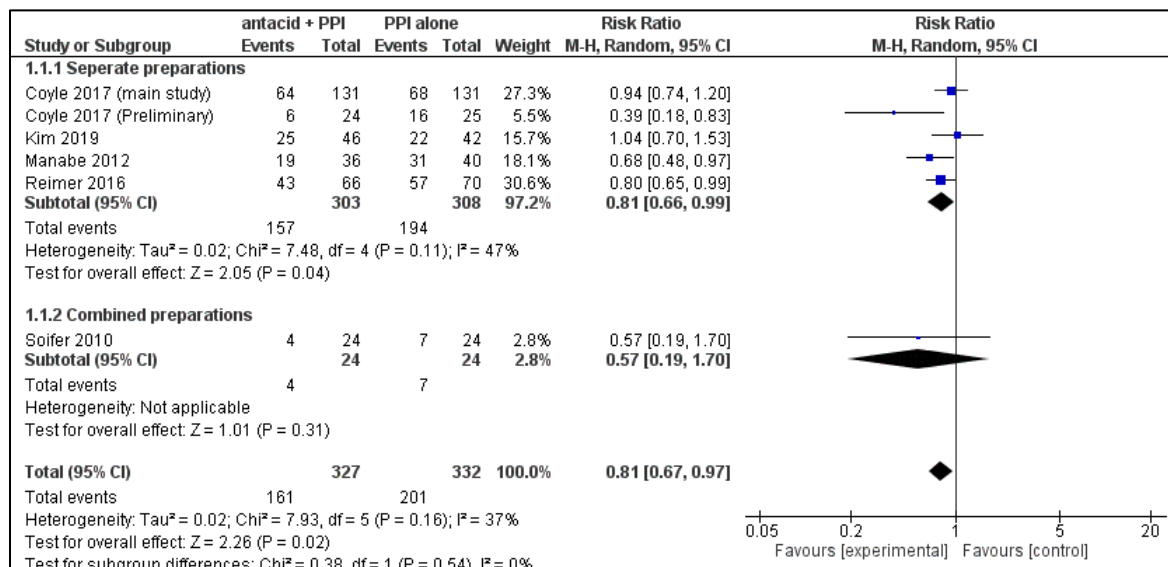 antacid + PPI PPI alone Risk Ratio Risk Ratio
Study or Subgroup Events Total Events Total Weight M-H, Random, 95% CI M-H, Random, 95% CI
1.1.1 Seperate preparations
Coyle 2017 (main study) 64 131 68 131 27.3% 0.94 [0.74, 1.20]
Coyle 2017 (Preliminary) 6 24 16 25 5.5% 0.39 [0.18, 0.83]
Kim 2019 25 46 22 42 15.7% 1.04 [0.70, 1.53]
Manabe 2012 19 36 31 40 18.1% 0.68 [0.48, 0.97]
Reimer 2016 43 66 57 70 30.6% 0.80 [0.65, 0.99]
Subtotal (95% CI) 303 308 97.2% 0.81 [0.66, 0.99]
Total events 157 194
Heterogeneity: Tau² = 0.02; Chi² = 7.48, df = 4 (P = 0.11); I² = 47%
Test for overall effect: Z = 2.05 (P = 0.04)
1.1.2 Combined preparations
Soifer 2010 4 24 7 24 2.8% 0.57 [0.19, 1.70]
Subtotal (95% CI) 24 24 2.8% 0.57 [0.19, 1.70]
Total events 4 7
Heterogeneity: Not applicable
Test for overall effect: Z = 1.01 (P = 0.31)
Total (95% CI) 327 332 100.0% 0.81 [0.67, 0.97]
Total events 161 201
Heterogeneity: Tau² = 0.02; Chi² = 7.93, df = 5 (P = 0.16); I² = 37%
Test for overall effect: Z = 2.26 (P = 0.02)
Test for subgroup differences: Chi² = 0.38, df = 1 (P = 0.54), I² = 0%
0.05 0.2 1 5 20
Favours [experimental] Favours [control]